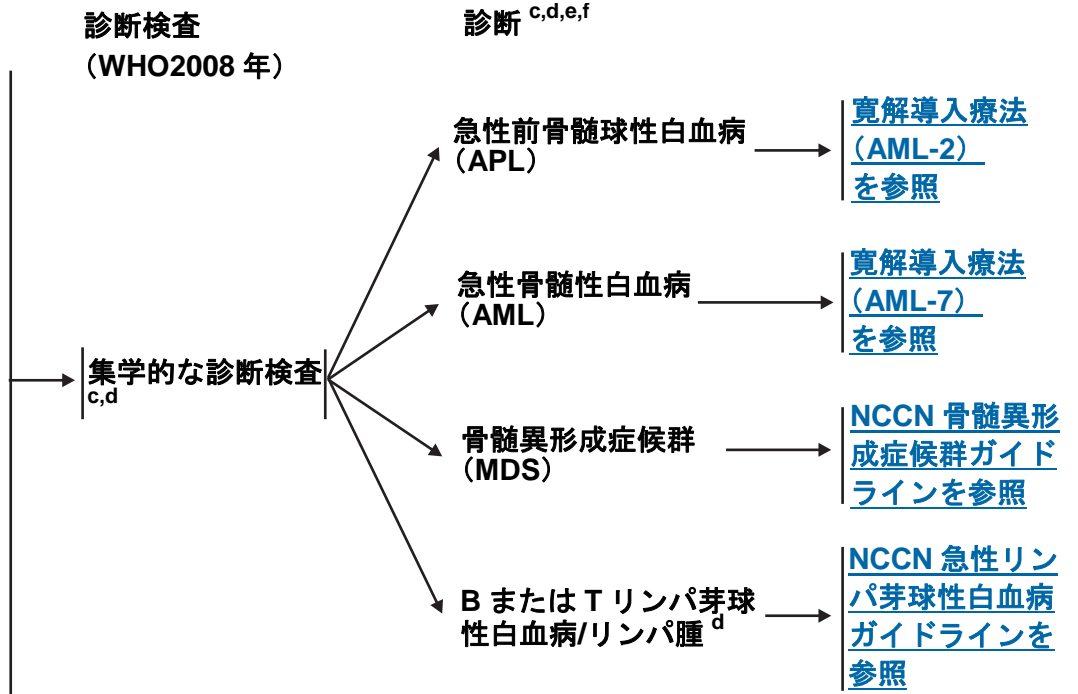 診断検査
（WHO2008 年）
診断 c,d,e,f
集学的な診断検査
c,d
急性前骨髄球性白血病
（APL）
寛解導入療法
（AML-2）
を参照
急性骨髄性白血病
（AML）
寛解導入療法
（AML-7）
を参照
骨髄異形成症候群
（MDS）
NCCN 骨髄異形
成症候群ガイド
ラインを参照
B または T リンパ芽球
性白血病/リンパ腫 d
NCCN 急性リン
パ芽球性白血病
ガイドラインを
参照